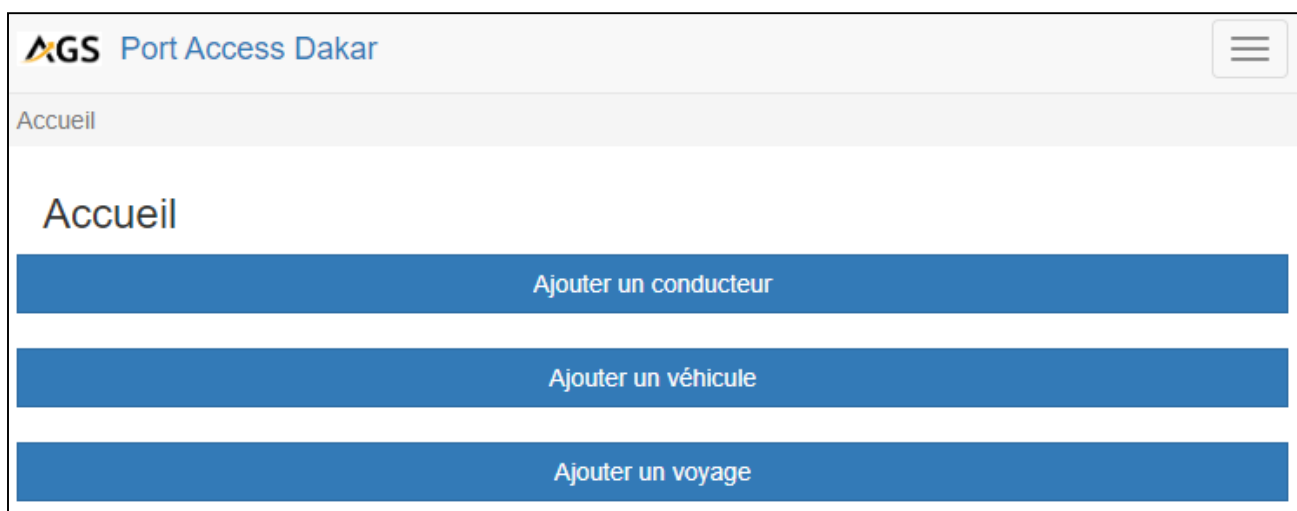 AGS Port Access Dakar
Accueil
Accueil
Ajouter un conducteur
Ajouter un véhicule
Ajouter un voyage